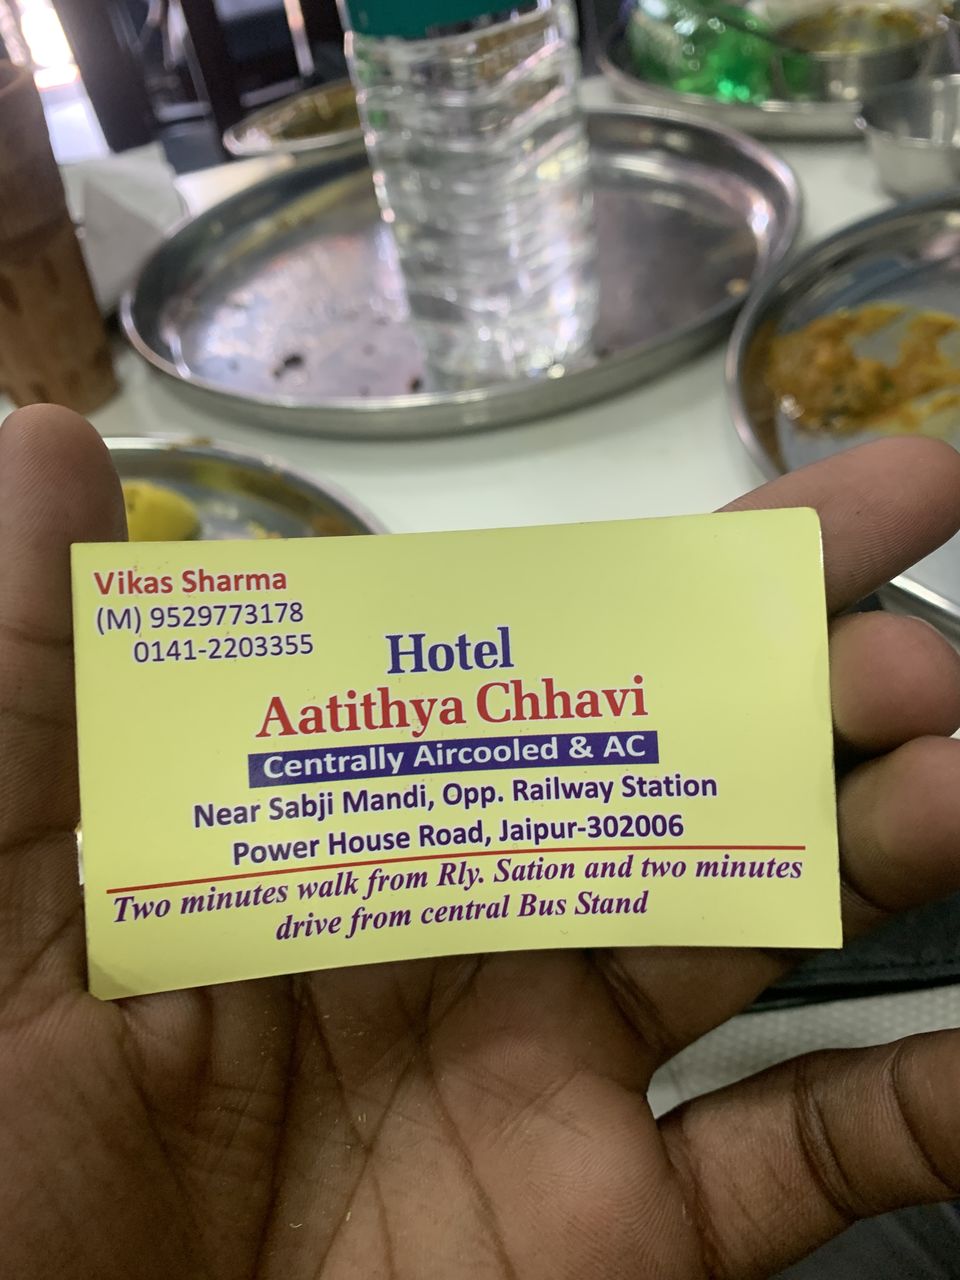 Vikas Sharma
(M) 9529773178
0141-2203355
Hotel
Aatithya Chhavi
Centrally Aircooled & AC
Near Sabji Mandi, Opp. Railway Station
Power House Road, Jaipur-302006
Two minutes walk from Rly. Sation and two minutes
drive from central Bus Stand